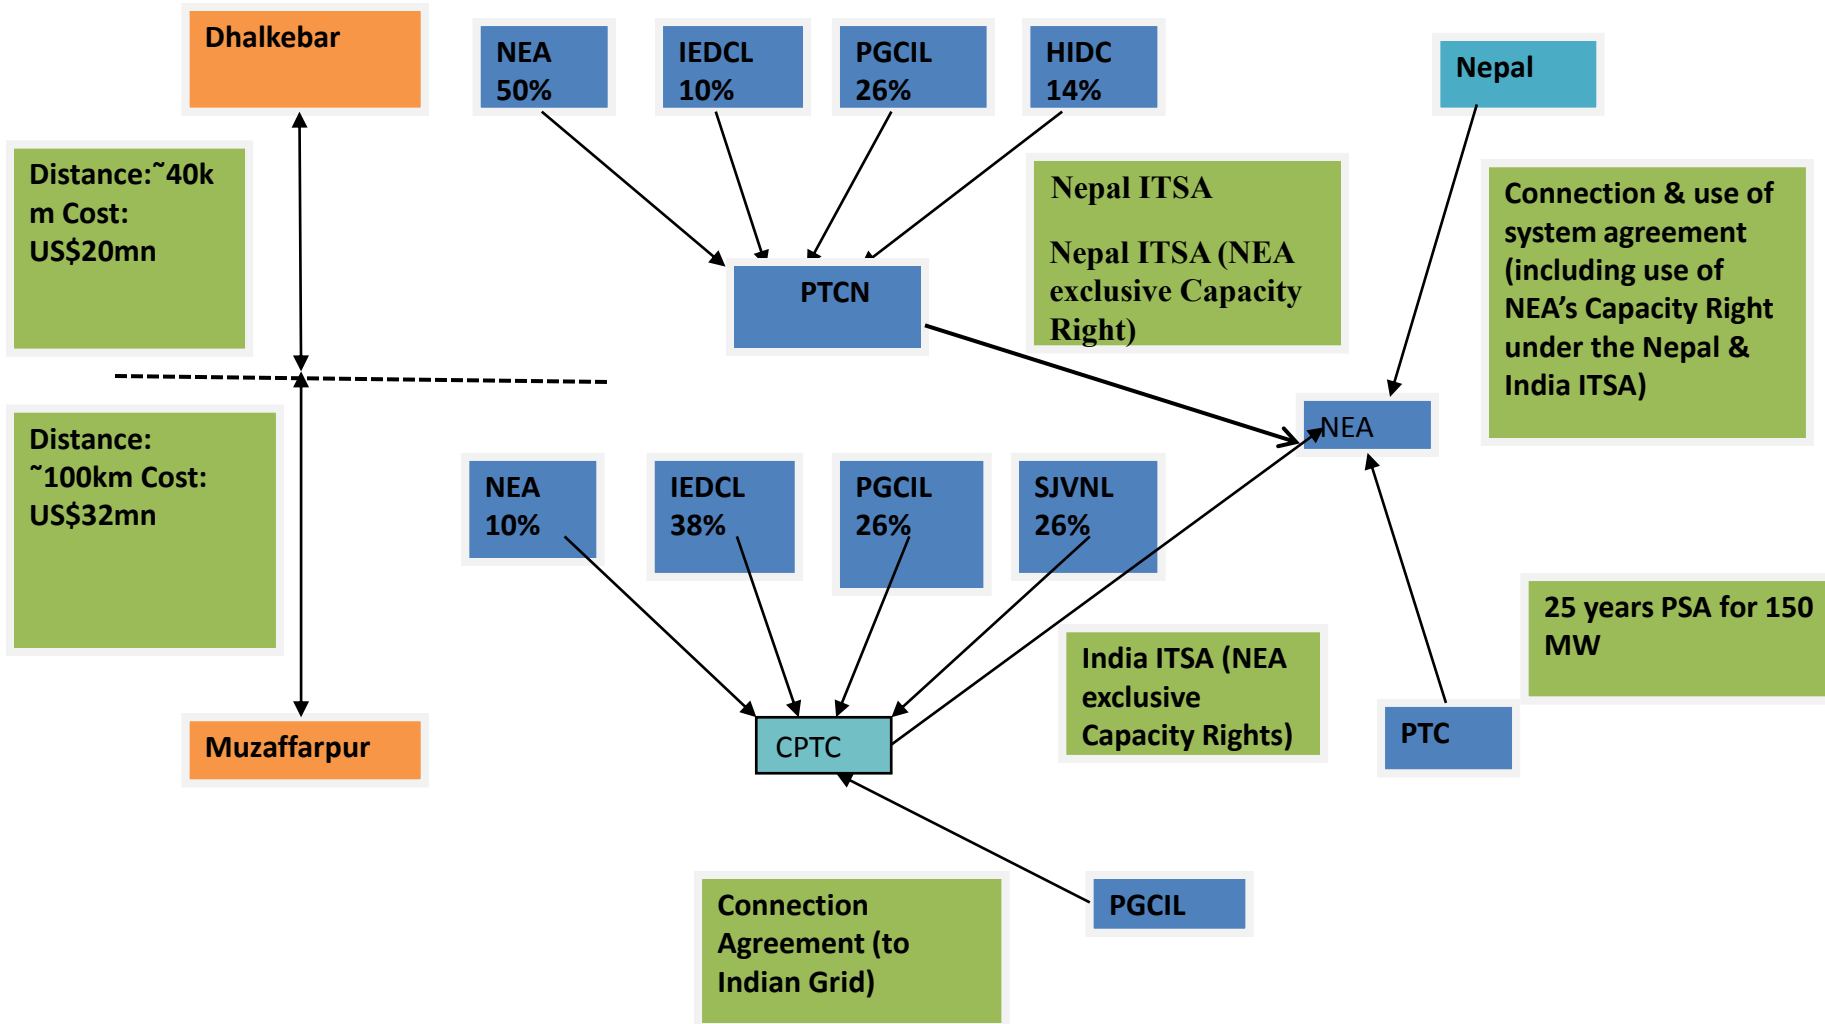 Dhalkebar
NEA
50%
IEDCL
10%
PGCIL
26%
HIDC
14%
Nepal
Distance:˜40k
m Cost:
US$20mn
Nepal ITSA
Nepal ITSA (NEA
exclusive Capacity
Right)
Connection & use of
system agreement
(including use of
NEA’s Capacity Right
under the Nepal &
India ITSA)
PTCN
NEA
Distance:
˜100km Cost:
US$32mn
NEA
10%
IEDCL
38%
PGCIL
26%
SJVNL
26%
25 years PSA for 150
MW
India ITSA (NEA
exclusive
Capacity Rights)
Muzaffarpur
CPTC
PTC
Connection
Agreement (to
Indian Grid)
PGCIL